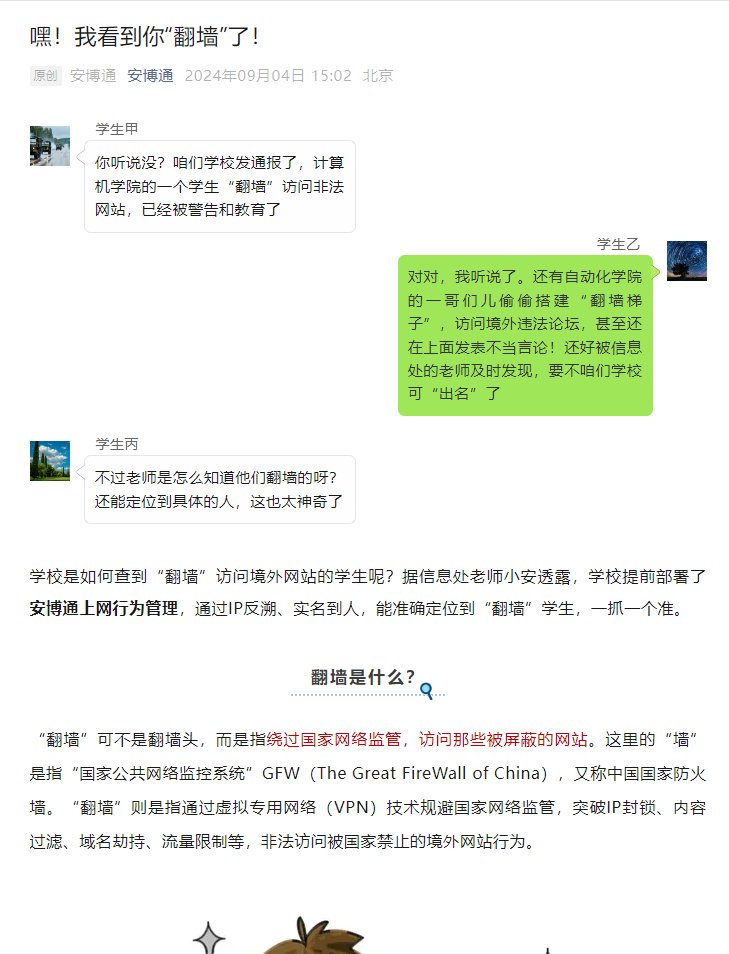 嘿！我看到你“翻墙”了！
原创 安博通 安博通 2024年09月04日 15:02 北京
学生甲
你听说没？咱们学校发通报了，计算
机学院的一个学生“翻墙”访问非法
网站，已经被警告和教育了
学生乙
对对，我听说了。还有自动化学院
的一哥们儿偷偷搭建“翻墙梯
子”，访问境外违法论坛，甚至还
在上面发表不当言论！还好被信息
处的老师及时发现，要不咱们学校
可“出名”了
学生丙
不过老师是怎么知道他们翻墙的呀？
还能定位到具体的人，这也太神奇了
学校是如何查到“翻墙”访问境外网站的学生呢？据信息处老师小安透露，学校提前部署了
安博通上网行为管理，通过IP反溯、实名到人，能准确定位到“翻墙”学生，一抓一个准。
翻墙是什么？
“翻墙”可不是翻墙头，而是指绕过国家网络监管，访问那些被屏蔽的网站。这里的“墙”
是指“国家公共网络监控系统”GFW（The Great FireWall of China），又称中国国家防火
墙。“翻墙”则是指通过虚拟专用网络（VPN）技术规避国家网络监管，突破IP封锁、内容
过滤、域名劫持、流量限制等，非法访问被国家禁止的境外网站行为。